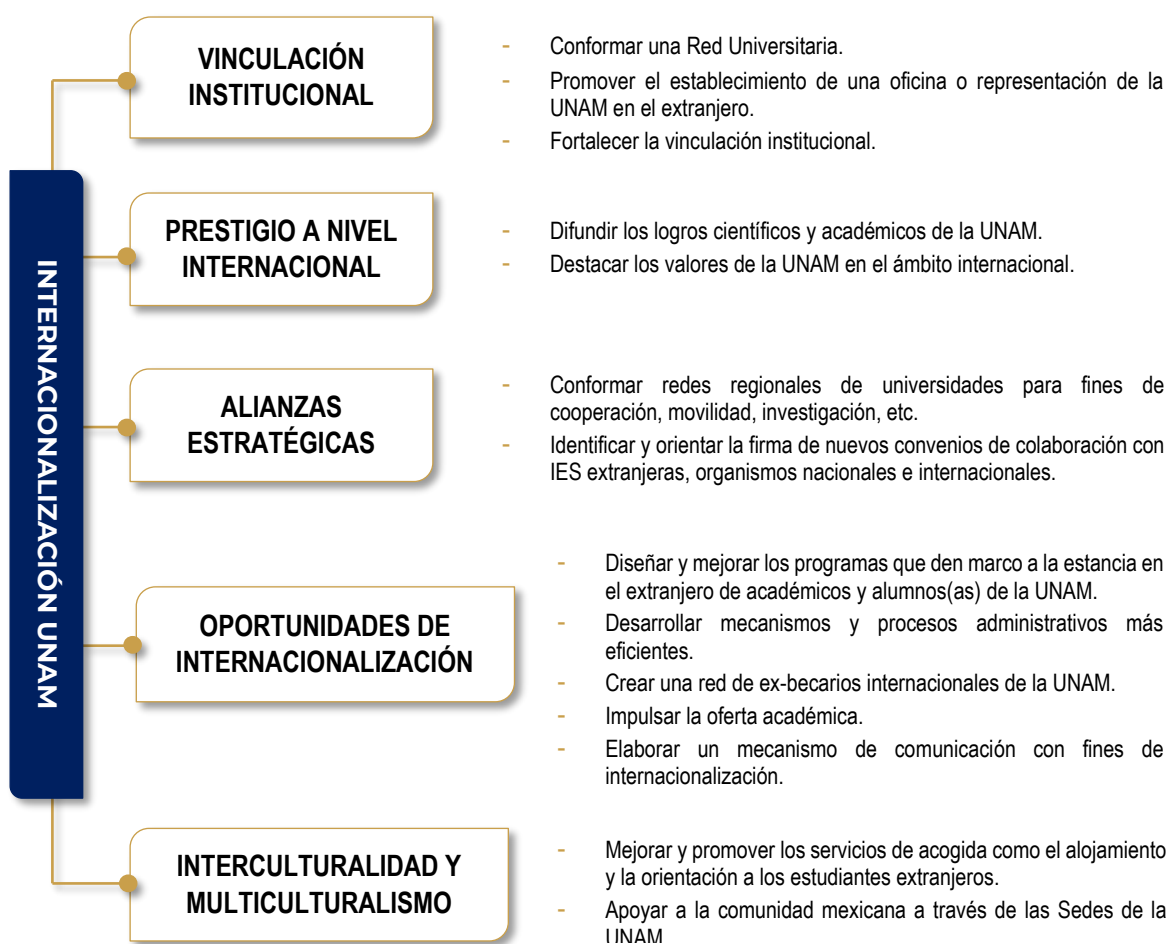 INTERNACIONALIZACIÓN UNAM
VINCULACIÓN
INSTITUCIONAL
- Conformar una Red Universitaria.
- Promover el establecimiento de una oficina o representación de la
UNAM en el extranjero.
- Fortalecer la vinculación institucional.
PRESTIGIO A NIVEL
INTERNACIONAL
- Difundir los logros científicos y académicos de la UNAM.
- Destacar los valores de la UNAM en el ámbito internacional.
ALIANZAS
ESTRATÉGICAS
- Conformar redes regionales de universidades para fines de
cooperación, movilidad, investigación, etc.
- Identificar y orientar la firma de nuevos convenios de colaboración con
IES extranjeras, organismos nacionales e internacionales.
OPORTUNIDADES DE
INTERNACIONALIZACIÓN
- Diseñar y mejorar los programas que den marco a la estancia en
el extranjero de académicos y alumnos(as) de la UNAM.
- Desarrollar mecanismos y procesos administrativos más
eficientes.
- Crear una red de ex-becarios internacionales de la UNAM.
- Impulsar la oferta académica.
- Elaborar un mecanismo de comunicación con fines de
internacionalización.
INTERCULTURALIDAD Y
MULTICULTURALISMO
- Mejorar y promover los servicios de acogida como el alojamiento
y la orientación a los estudiantes extranjeros.
- Apoyar a la comunidad mexicana a través de las Sedes de la
UNAM